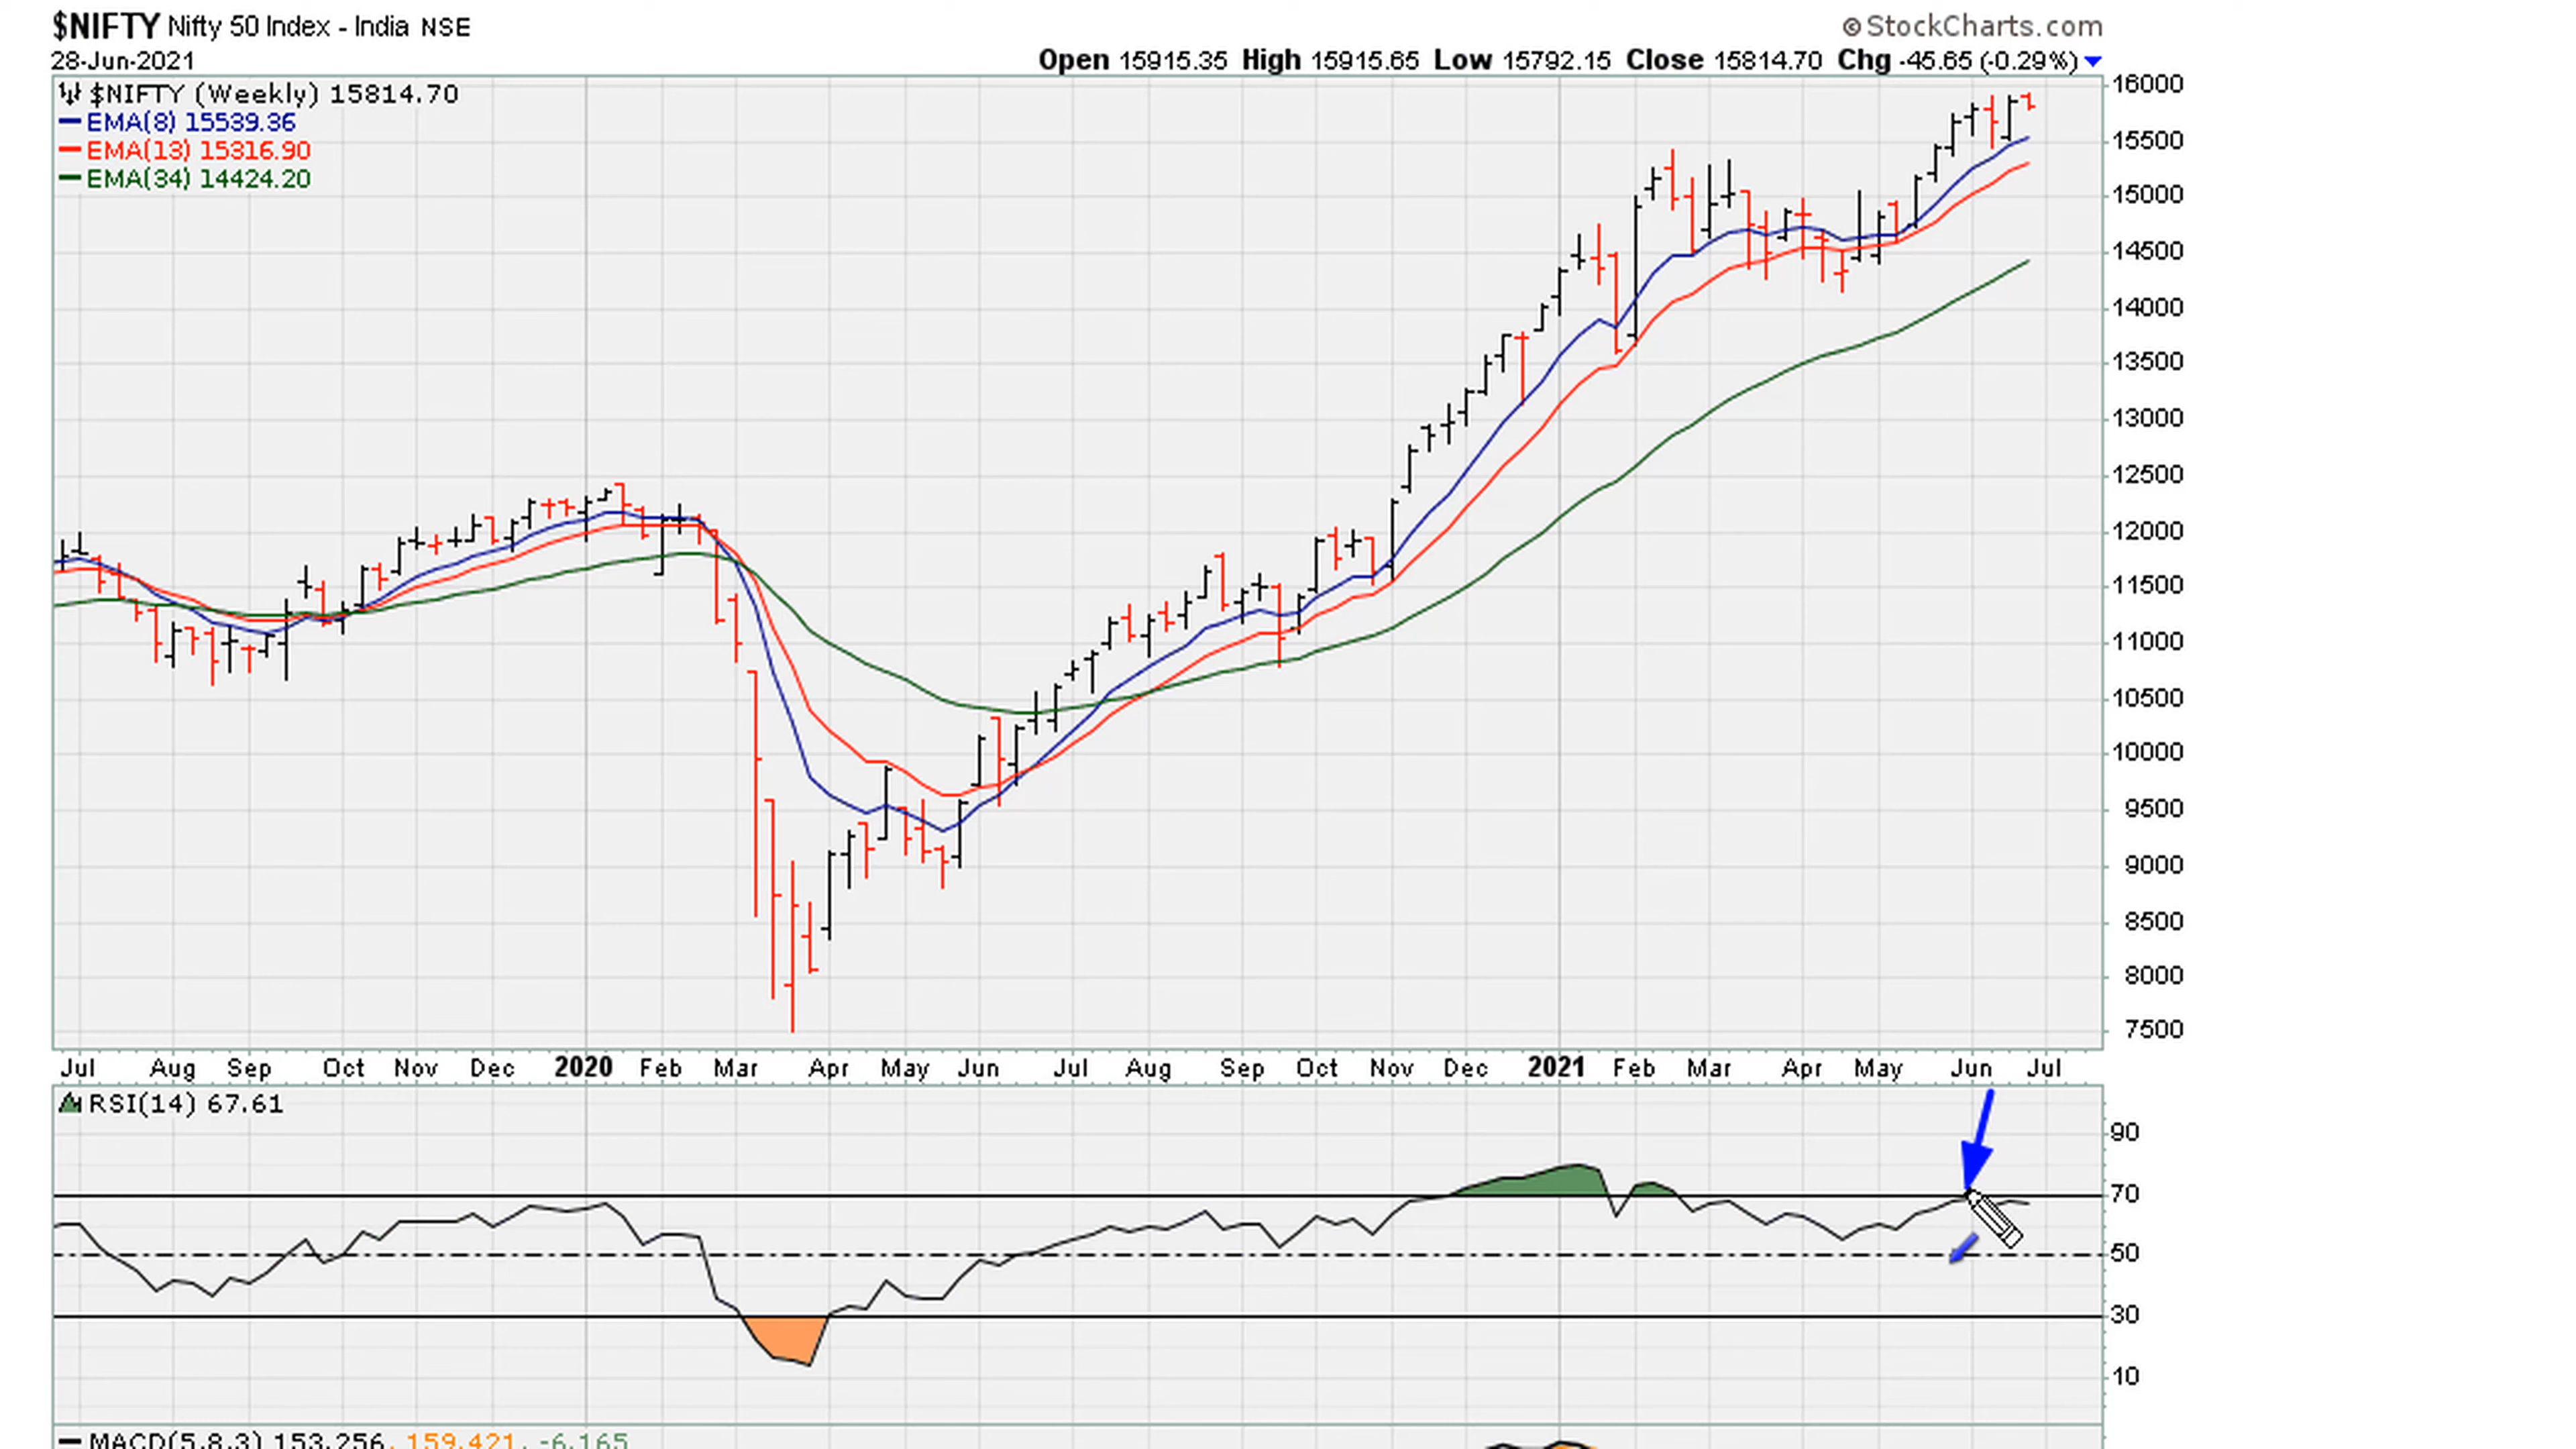 $NIFTY Nifty 50 Index - India NSE
© StockCharts.com
28-Jun-2021
Open 15915.35 High 15915.65 Low 15792.15 Close 15814.70 Chg -45.65 (-0.29%)
$NIFTY (Weekly) 15814.70
EMA(8) 15539.36
EMA(13) 15316.90
EMA(34) 14424.20
16000
15500
15000
14500
14000
13500
13000
12500
12000
11500
11000
10500
10000
9500
9000
8500
8000
7500
Jul Aug Sep Oct Nov Dec 2020 Feb Mar Apr May Jun Jul Aug Sep Oct Nov Dec 2021 Feb Mar Apr May Jun Jul
RSI(14) 67.61
90
70
50
30
10
MACD(5,8,3) 153.256, 159.421, -6.165